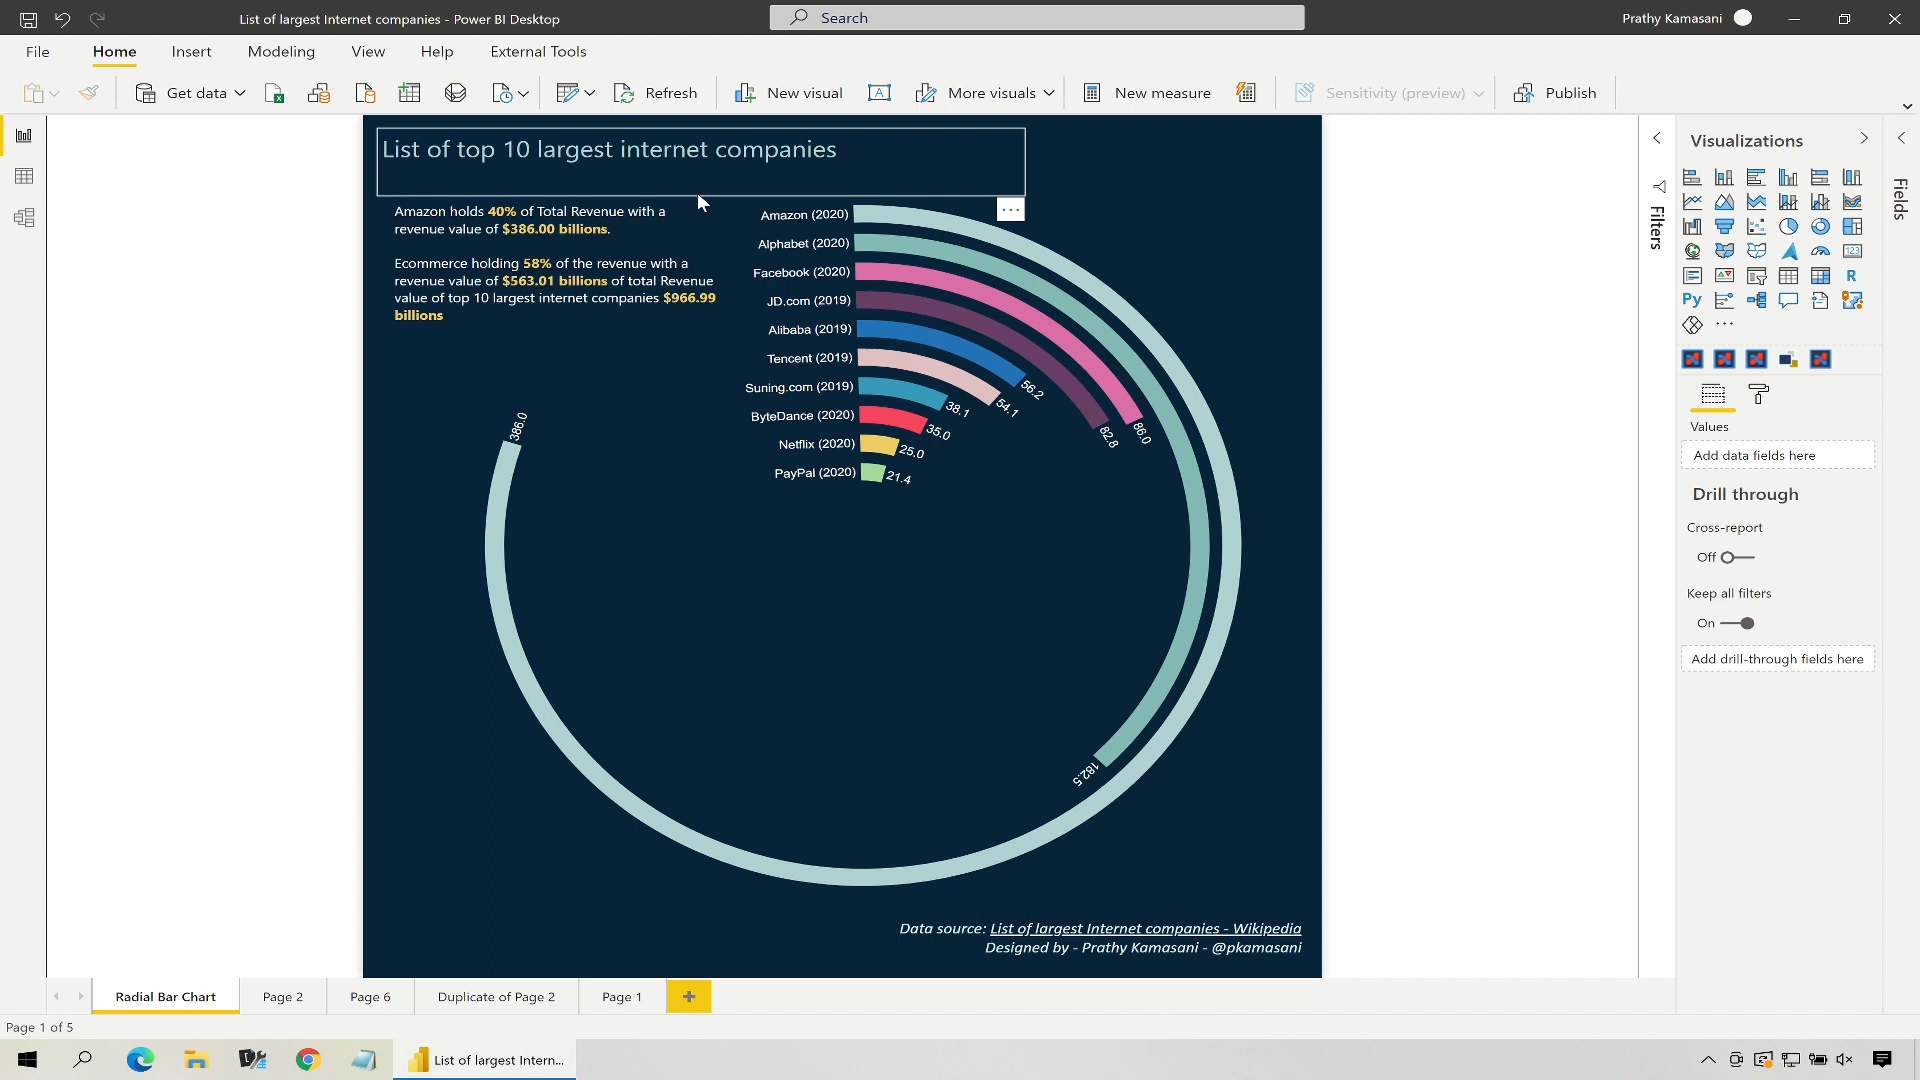 List of largest Internet companies - Power BI Desktop
Search
Prathy Kamasani
File
Home
Insert
Modeling
View
Help
External Tools
Get data
Refresh
New visual
More visuals
New measure
Sensitivity (preview)
Publish
List of top 10 largest internet companies
Amazon holds 40% of Total Revenue with a
revenue value of $386.00 billions.
Ecommerce holding 58% of the revenue with a
revenue value of $563.01 billions of total Revenue
value of top 10 largest internet companies $966.99
billions
Amazon (2020)
Alphabet (2020)
Facebook (2020)
JD.com (2019)
Alibaba (2019)
Tencent (2019)
Suning.com (2019)
ByteDance (2020)
Netflix (2020)
PayPal (2020)
386.0
182.5
86.0
82.8
56.2
54.1
38.1
35.0
25.0
21.4
Data source: List of largest Internet companies - Wikipedia
Designed by - Prathy Kamasani - @pkamasani
Filters
Visualizations
123
R
Py
Values
Add data fields here
Drill through
Cross-report
Off
Keep all filters
On
Add drill-through fields here
Fields
Radial Bar Chart
Page 2
Page 6
Duplicate of Page 2
Page 1
Page 1 of 5
List of largest Intern...